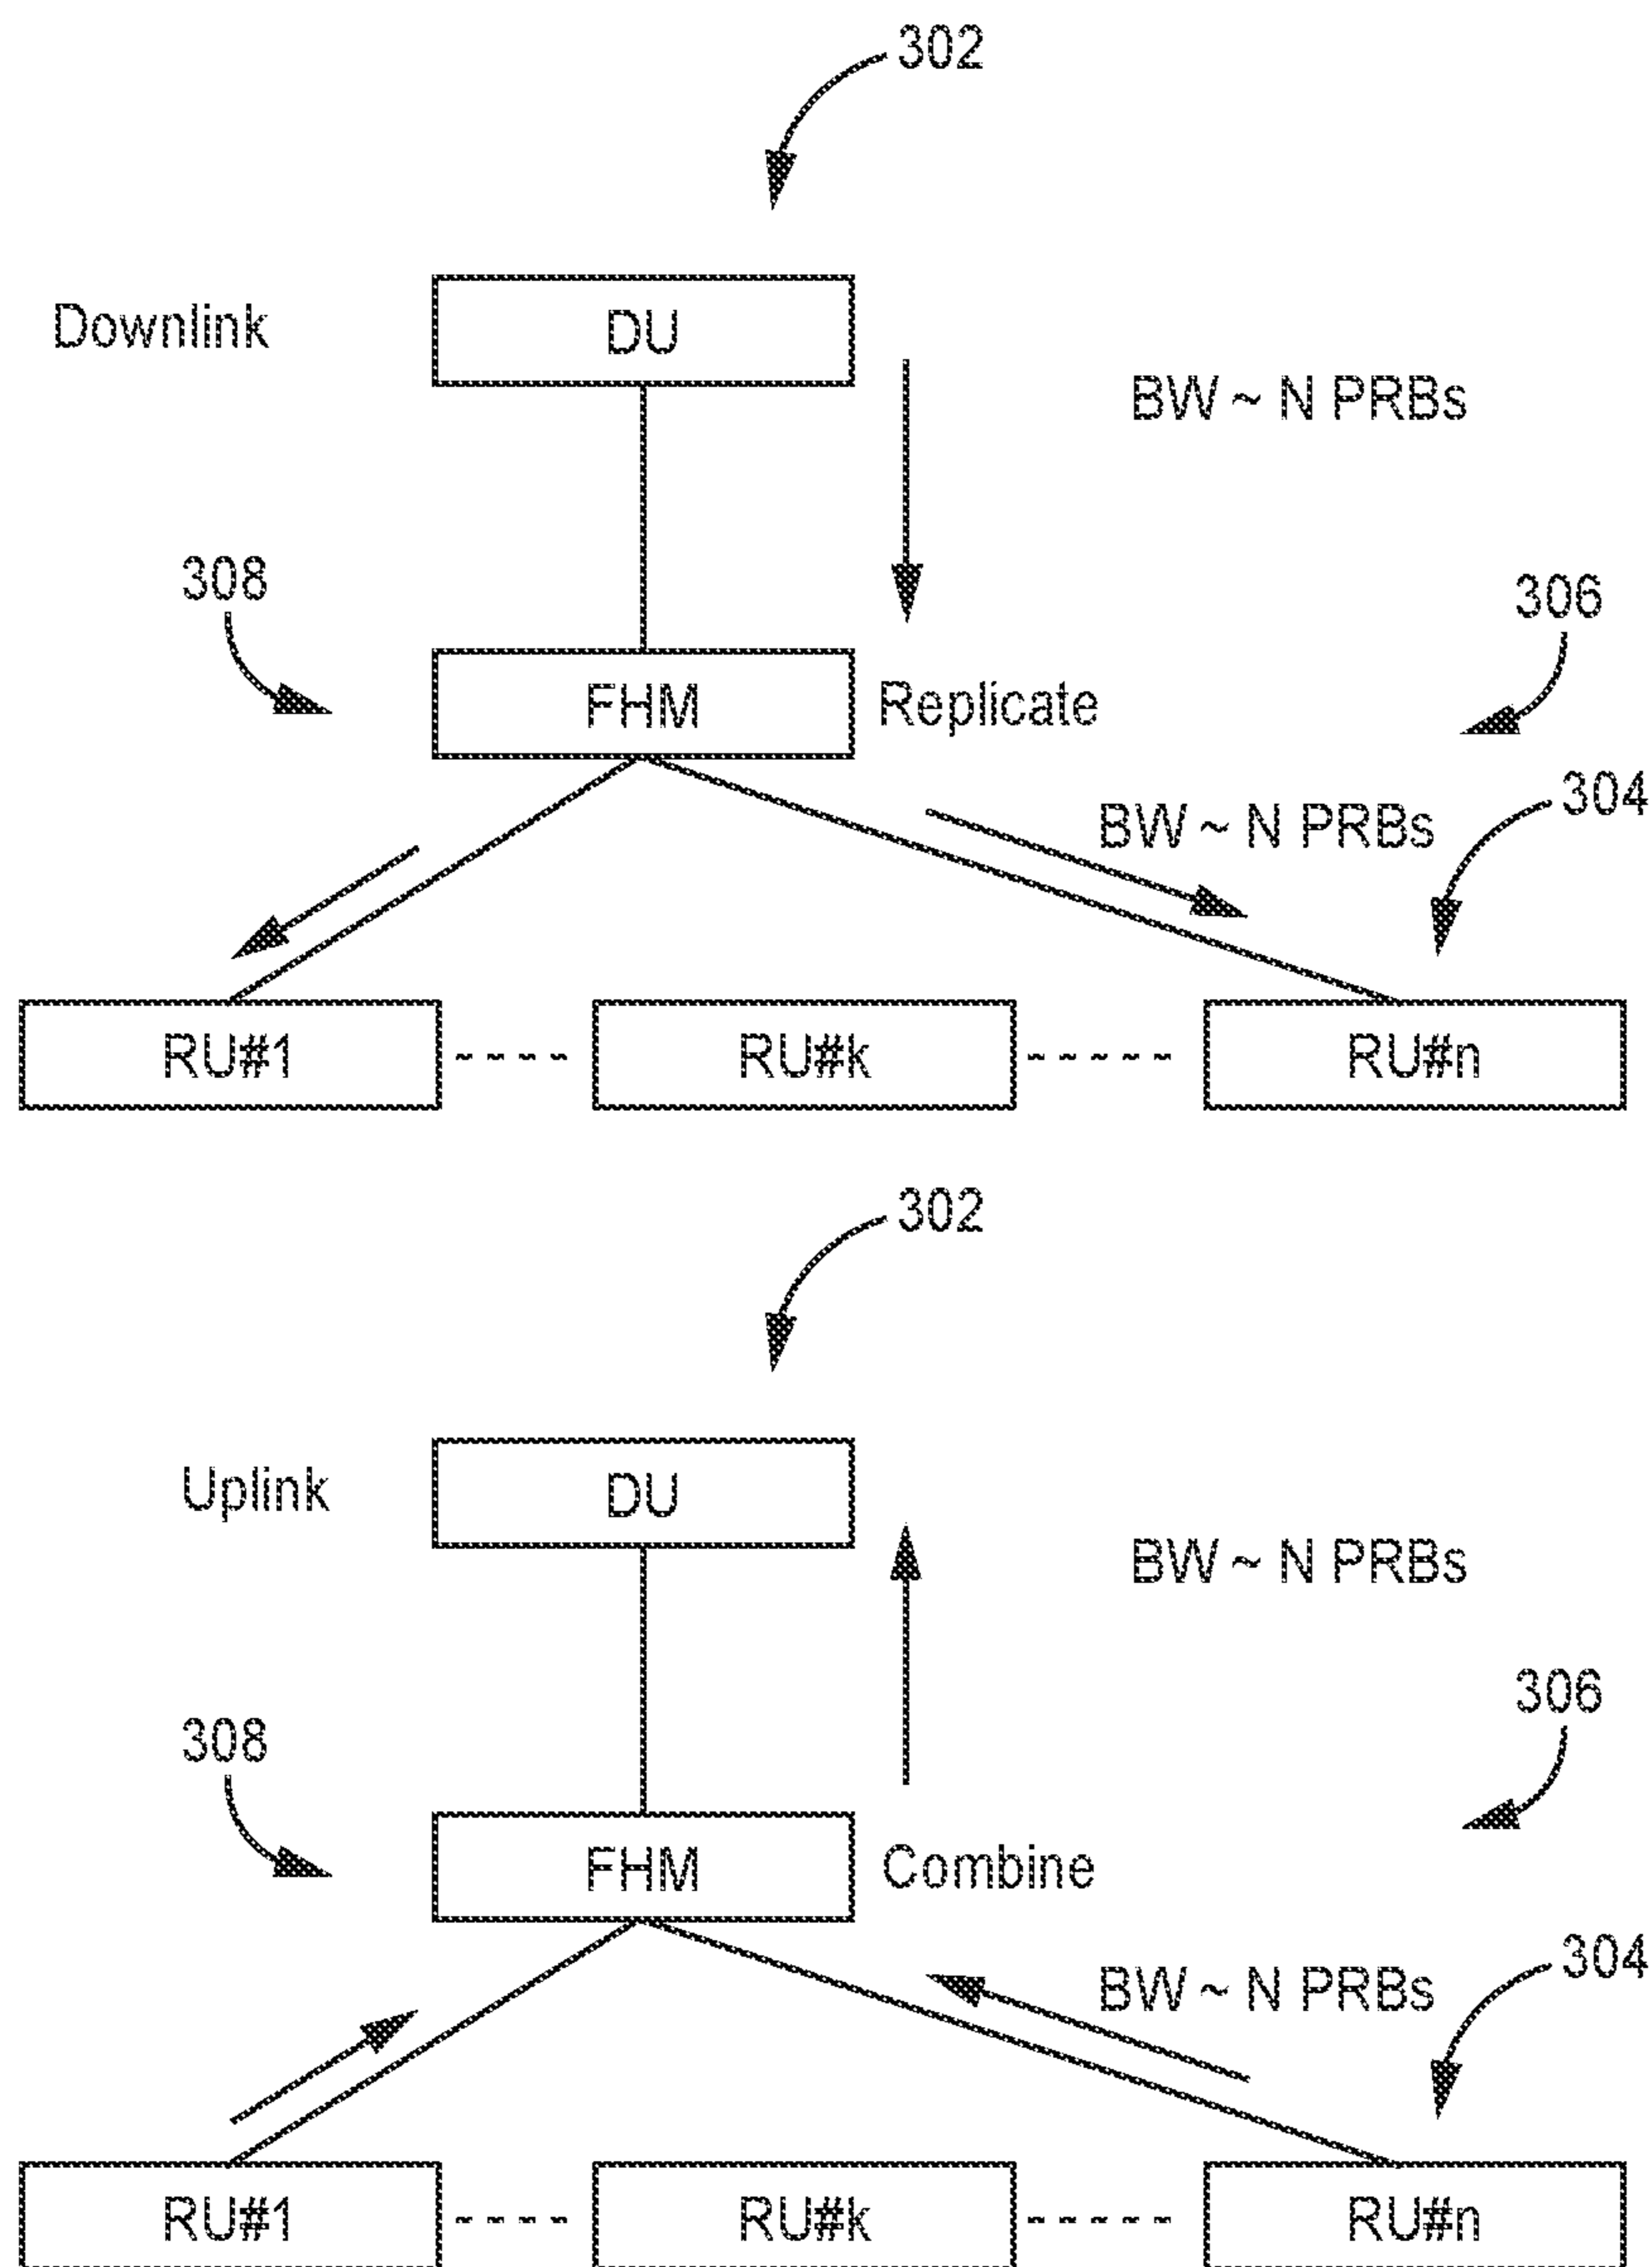 302
Downlink
DU
BW ~ N PRBs
308
306
FHM
Replicate
BW ~ N PRBs
304
RU#1
RU#k
RU#n
302
Uplink
DU
BW ~ N PRBs
308
306
FHM
Combine
BW ~ N PRBs
304
RU#1
RU#k
RU#n